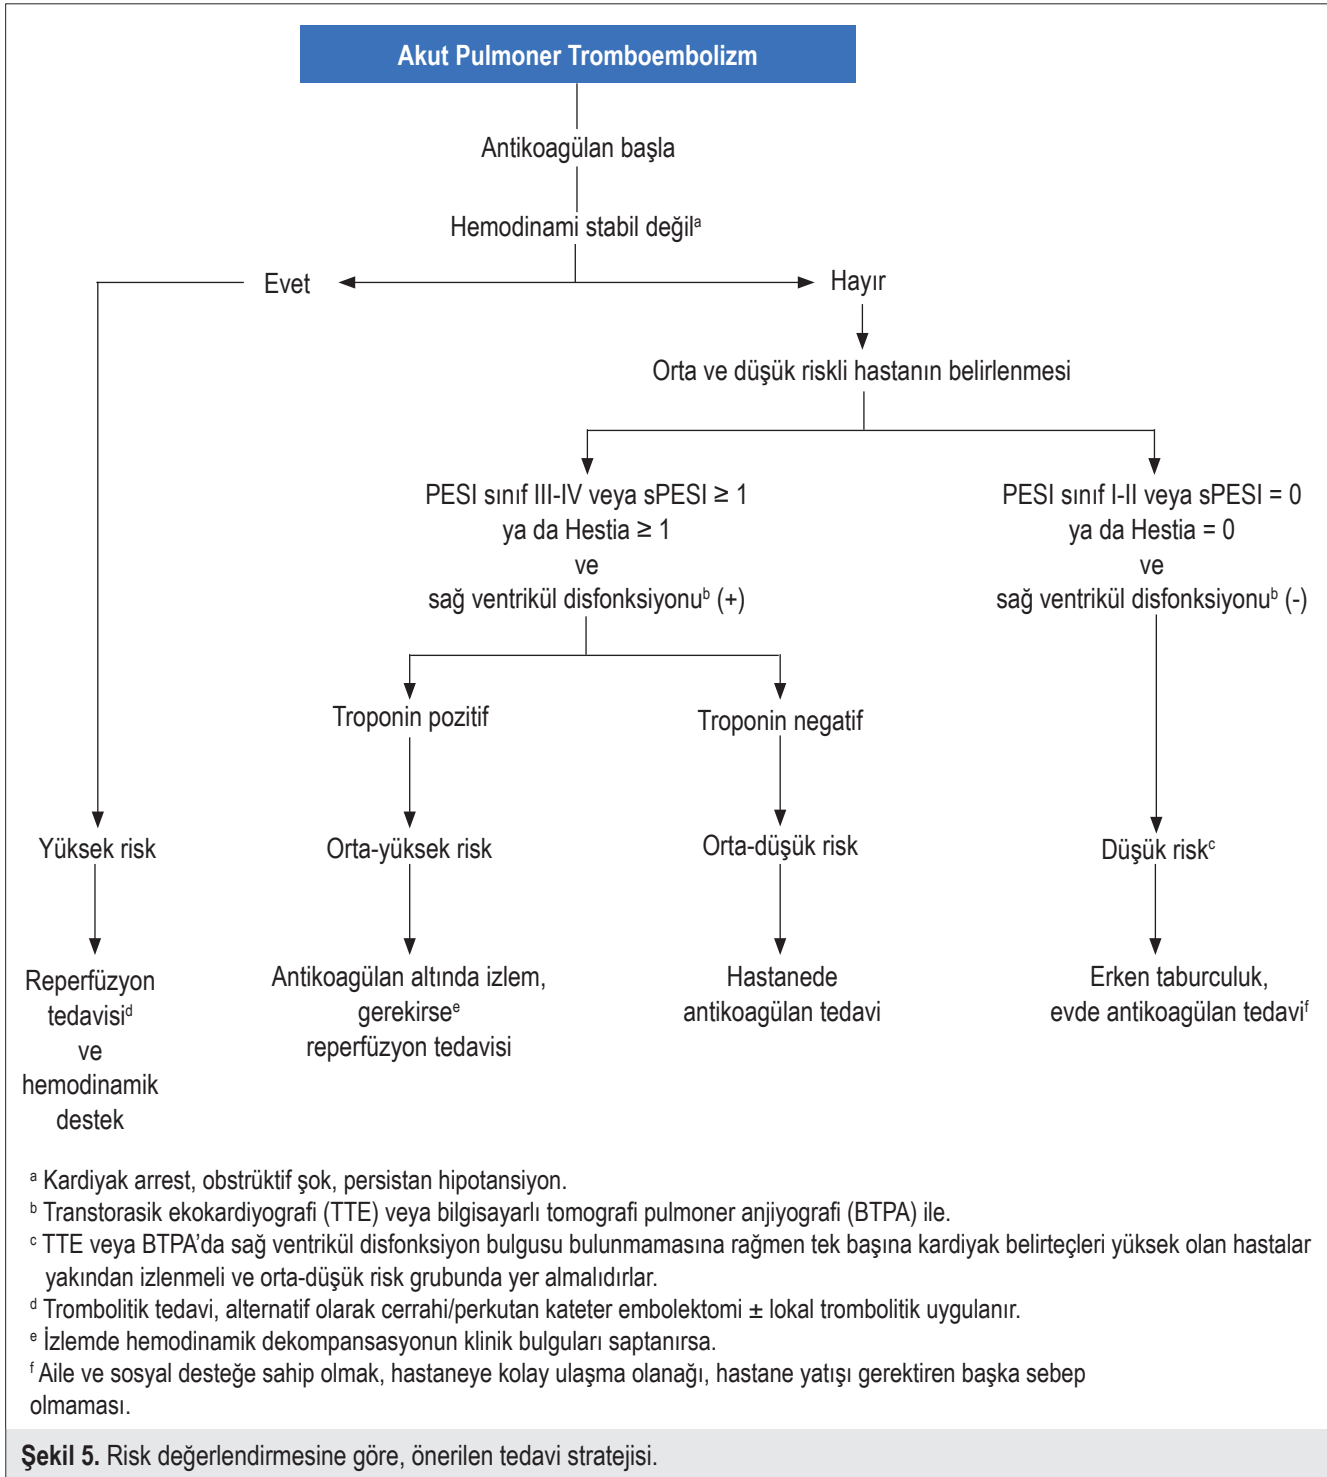 Akut Pulmoner Tromboembolizm
Antikoagülan başla
Hemodinami stabil değilᵃ
Evet
Hayır
Orta ve düşük riskli hastanın belirlenmesi
PESI sınıf III-IV veya sPESI ≥ 1
ya da Hestia ≥ 1
ve
sağ ventrikül disfonksiyonuᵇ (+)
PESI sınıf I-II veya sPESI = 0
ya da Hestia = 0
ve
sağ ventrikül disfonksiyonuᵇ (-)
Troponin pozitif
Troponin negatif
Yüksek risk
Orta-yüksek risk
Orta-düşük risk
Düşük riskᶜ
Reperfüzyon
tedavisiᵈ
ve
hemodinamik
destek
Antikoagülan altında izlem,
gerekirseᵉ
reperfüzyon tedavisi
Hastanede
antikoagülan tedavi
Erken taburculuk,
evde antikoagülan tedaviᶠ
ᵃ Kardiyak arrest, obstrüktif şok, persistan hipotansiyon.
ᵇ Transtorasik ekokardiyografi (TTE) veya bilgisayarlı tomografi pulmoner anjiyografi (BTPA) ile.
ᶜ TTE veya BTPA’da sağ ventrikül disfonksiyon bulgusu bulunmamasına rağmen tek başına kardiyak belirteçleri yüksek olan hastalar
yakından izlenmeli ve orta-düşük risk grubunda yer almalıdırlar.
ᵈ Trombolitik tedavi, alternatif olarak cerrahi/perkutan kateter embolektomi ± lokal trombolitik uygulanır.
ᵉ İzlemde hemodinamik dekompansasyonun klinik bulguları saptanırsa.
ᶠ Aile ve sosyal desteğe sahip olmak, hastaneye kolay ulaşma olanağı, hastane yatışı gerektiren başka sebep
olmaması.
Şekil 5. Risk değerlendirmesine göre, önerilen tedavi stratejisi.